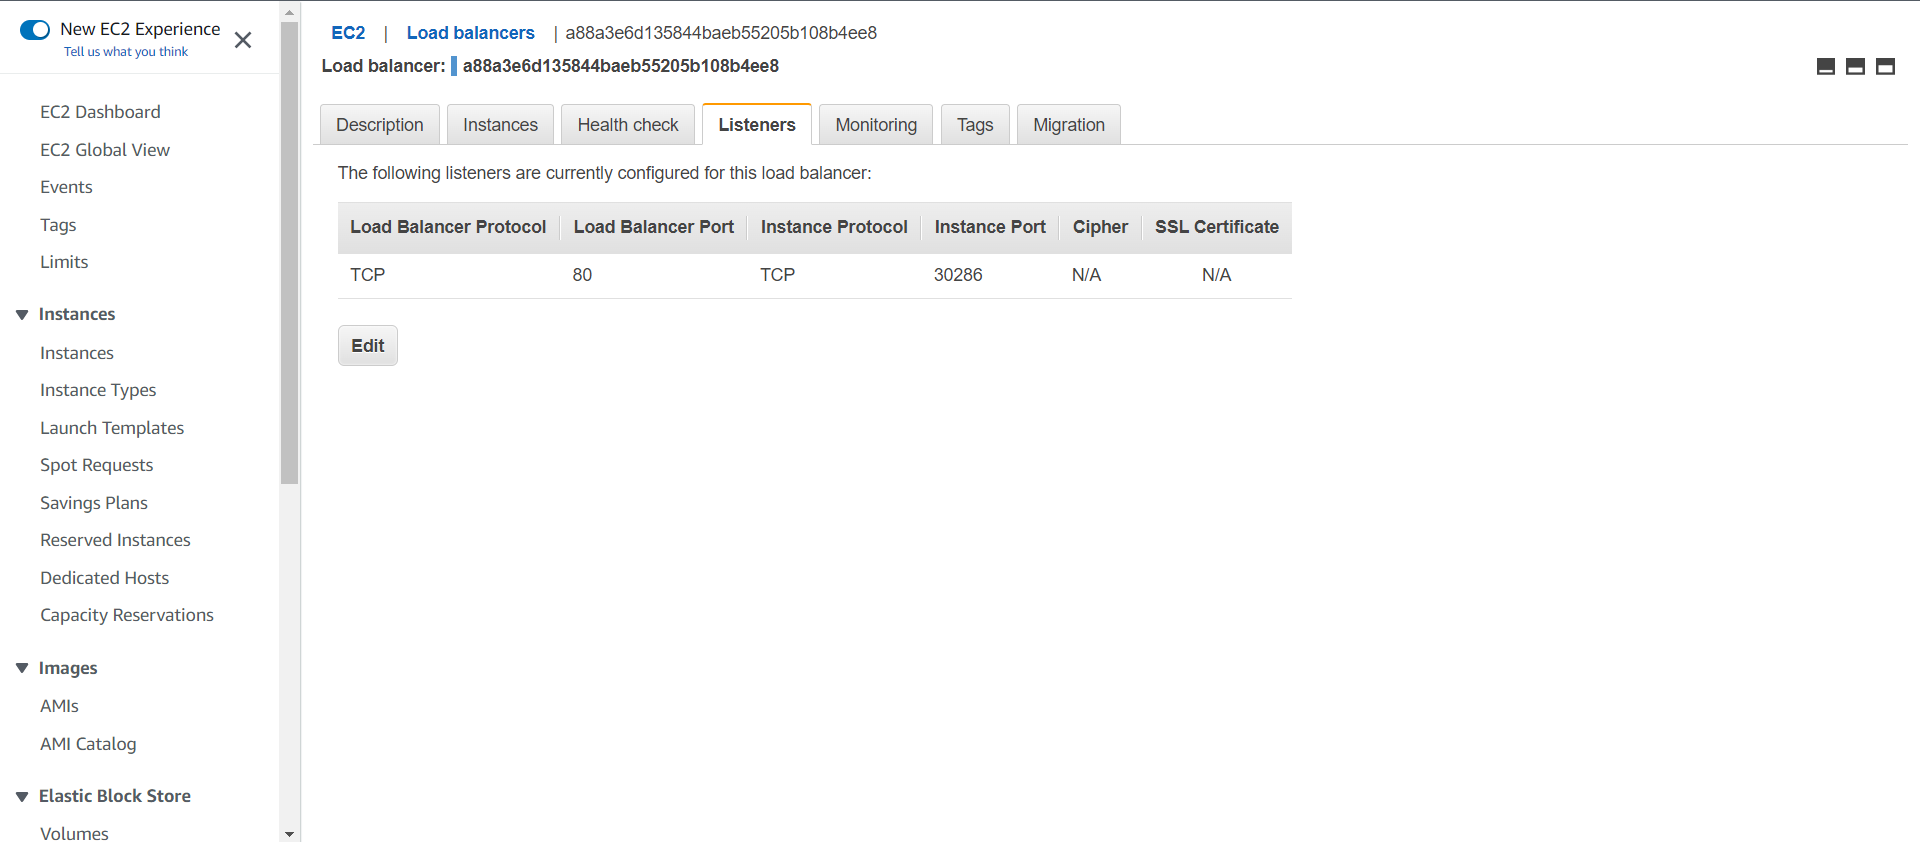 New EC2 Experience
Tell us what you think
EC2 Dashboard
EC2 Global View
Events
Tags
Limits
Instances
Instances
Instance Types
Launch Templates
Spot Requests
Savings Plans
Reserved Instances
Dedicated Hosts
Capacity Reservations
Images
AMIs
AMI Catalog
Elastic Block Store
Volumes
EC2 | Load balancers | a88a3e6d135844baeb55205b108b4ee8
Load balancer: a88a3e6d135844baeb55205b108b4ee8
Description Instances Health check Listeners Monitoring Tags Migration
The following listeners are currently configured for this load balancer:
Load Balancer Protocol Load Balancer Port Instance Protocol Instance Port Cipher SSL Certificate
TCP 80 TCP 30286 N/A N/A
Edit